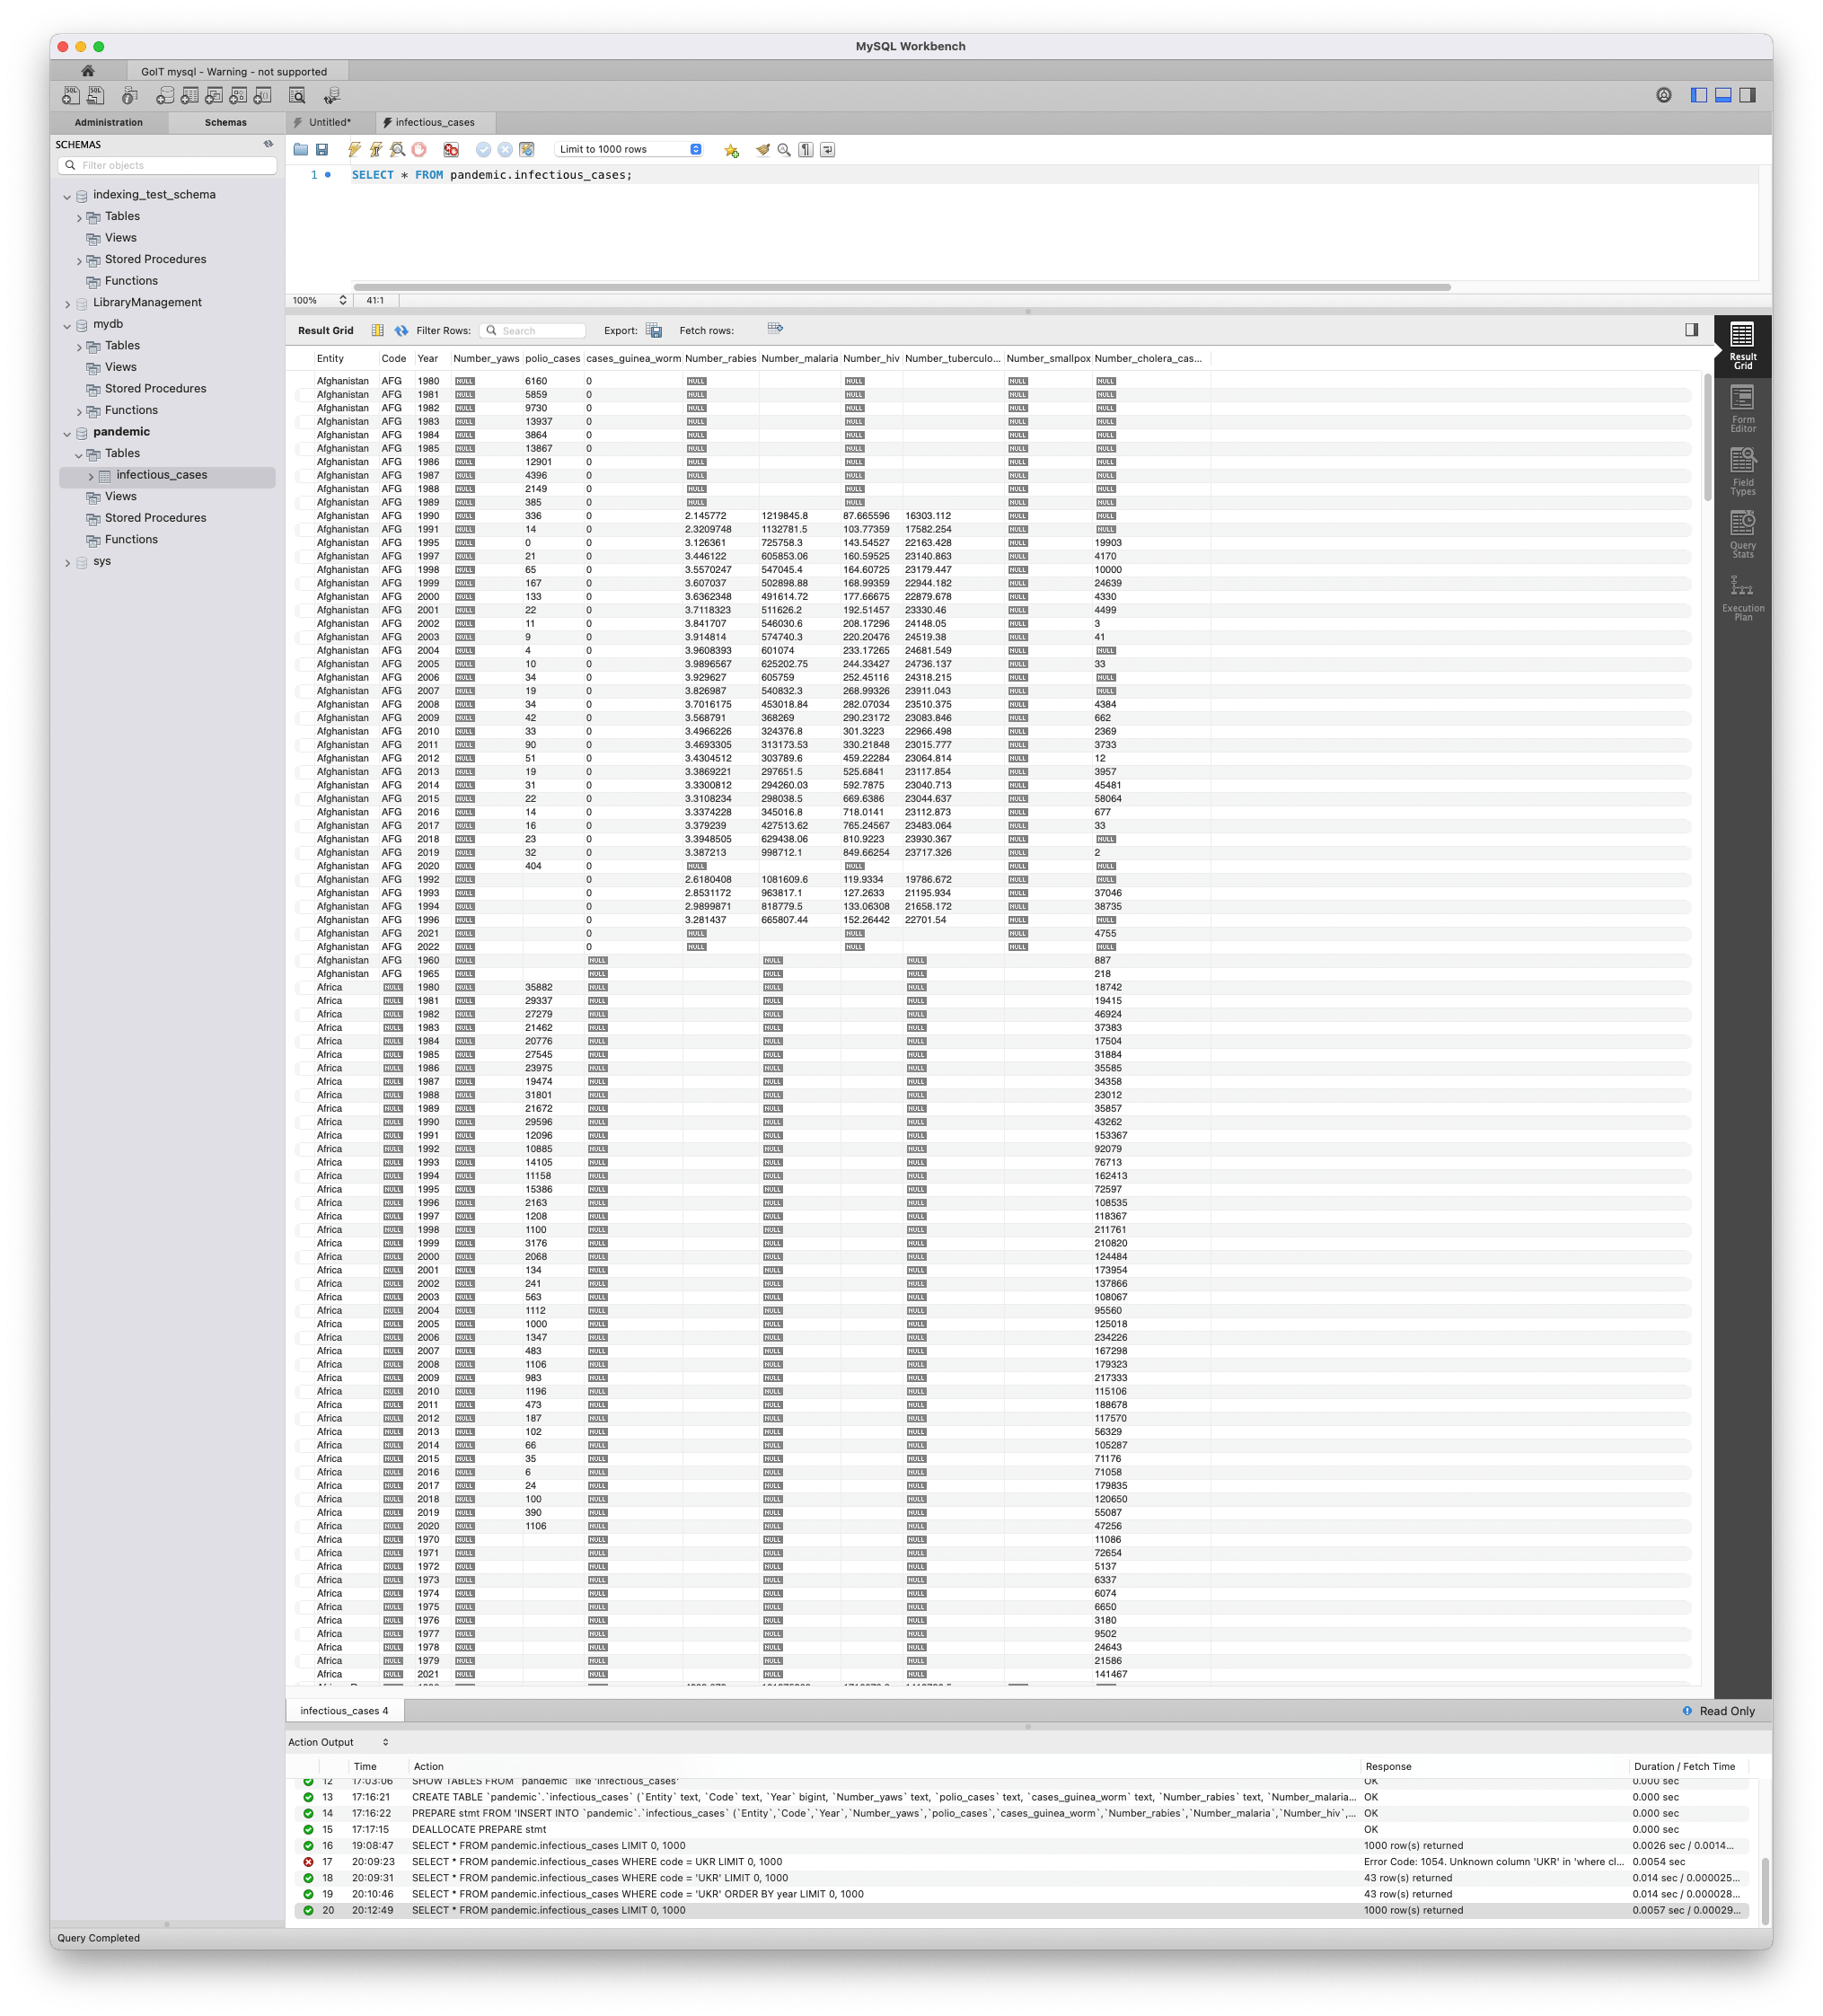 MySQL Workbench
GoIT mysql - Warning - not supported
Administration Schemas Untitled* infectious_cases
SCHEMAS
Filter objects
Limit to 1000 rows
1 SELECT * FROM pandemic.infectious_cases;
indexing_test_schema
Tables
Views
Stored Procedures
Functions
LibraryManagement
mydb
Tables
Views
Stored Procedures
Functions
pandemic
Tables
infectious_cases
Views
Stored Procedures
Functions
sys
100% 41:1
Result Grid Filter Rows: Search Export: Fetch rows:
Entity Code Year Number_yaws polio_cases cases_guinea_worm Number_rabies Number_malaria Number_hiv Number_tuberculo... Number_smallpox Number_cholera_cas...
Afghanistan AFG 1980 NULL 6160 0 NULL NULL NULL NULL
Afghanistan AFG 1981 NULL 5859 0 NULL NULL NULL NULL
Afghanistan AFG 1982 NULL 9730 0 NULL NULL NULL NULL
Afghanistan AFG 1983 NULL 13937 0 NULL NULL NULL NULL
Afghanistan AFG 1984 NULL 3864 0 NULL NULL NULL NULL
Afghanistan AFG 1985 NULL 13867 0 NULL NULL NULL NULL
Afghanistan AFG 1986 NULL 12901 0 NULL NULL NULL NULL
Afghanistan AFG 1987 NULL 4396 0 NULL NULL NULL NULL
Afghanistan AFG 1988 NULL 2149 0 NULL NULL NULL NULL
Afghanistan AFG 1989 NULL 385 0 NULL NULL NULL NULL
Afghanistan AFG 1990 NULL 336 0 2.145772 1219845.8 87.665596 16303.112 NULL NULL
Afghanistan AFG 1991 NULL 14 0 2.3209748 1132781.5 103.77359 17582.254 NULL NULL
Afghanistan AFG 1995 NULL 0 0 3.126361 725758.3 143.54527 22163.428 NULL 19903
Afghanistan AFG 1997 NULL 21 0 3.446122 605853.06 160.59525 23140.863 NULL 4170
Afghanistan AFG 1998 NULL 65 0 3.5570247 547045.4 164.60725 23179.447 NULL 10000
Afghanistan AFG 1999 NULL 167 0 3.607037 502898.88 168.99359 22944.182 NULL 24639
Afghanistan AFG 2000 NULL 133 0 3.6362348 491614.72 177.66675 22879.678 NULL 4330
Afghanistan AFG 2001 NULL 22 0 3.7118323 511626.2 192.51457 23330.46 NULL 4499
Afghanistan AFG 2002 NULL 11 0 3.841707 546030.6 208.17296 24148.05 NULL 3
Afghanistan AFG 2003 NULL 9 0 3.914814 574740.3 220.20476 24519.38 NULL 41
Afghanistan AFG 2004 NULL 4 0 3.9608393 601074 233.17265 24681.549 NULL NULL
Afghanistan AFG 2005 NULL 10 0 3.9896567 625202.75 244.33427 24736.137 NULL 33
Afghanistan AFG 2006 NULL 34 0 3.929627 605759 252.45116 24318.215 NULL NULL
Afghanistan AFG 2007 NULL 19 0 3.826987 540832.3 268.99326 23911.043 NULL NULL
Afghanistan AFG 2008 NULL 34 0 3.7016175 453018.84 282.07034 23510.375 NULL 4384
Afghanistan AFG 2009 NULL 42 0 3.568791 368269 290.23172 23083.846 NULL 662
Afghanistan AFG 2010 NULL 33 0 3.4966226 324376.8 301.3223 22966.498 NULL 2369
Afghanistan AFG 2011 NULL 90 0 3.4693305 313173.53 330.21848 23015.777 NULL 3733
Afghanistan AFG 2012 NULL 51 0 3.4304512 303789.6 459.22284 23064.814 NULL 12
Afghanistan AFG 2013 NULL 19 0 3.3869221 297651.5 525.6841 23117.854 NULL 3957
Afghanistan AFG 2014 NULL 31 0 3.3300812 294260.03 592.7875 23040.713 NULL 45481
Afghanistan AFG 2015 NULL 22 0 3.3108234 298038.5 669.6386 23044.637 NULL 58064
Afghanistan AFG 2016 NULL 14 0 3.3374228 345016.8 718.0141 23112.873 NULL 677
Afghanistan AFG 2017 NULL 16 0 3.379239 427513.62 765.24567 23483.064 NULL 33
Afghanistan AFG 2018 NULL 23 0 3.3948505 629438.06 810.9223 23930.367 NULL NULL
Afghanistan AFG 2019 NULL 32 0 3.387213 998712.1 849.66254 23717.326 NULL 2
Afghanistan AFG 2020 NULL 404 0 NULL NULL NULL NULL
Afghanistan AFG 1992 NULL 0 2.6180408 1081609.6 119.9334 19786.672 NULL NULL
Afghanistan AFG 1993 NULL 0 2.8531172 963817.1 127.2633 21195.934 NULL 37046
Afghanistan AFG 1994 NULL 0 2.9899871 818779.5 133.06308 21658.172 NULL 38735
Afghanistan AFG 1996 NULL 0 3.281437 665807.44 152.26442 22701.54 NULL NULL
Afghanistan AFG 2021 NULL 0 NULL NULL NULL 4755
Afghanistan AFG 2022 NULL 0 NULL NULL NULL NULL
Afghanistan AFG 1960 NULL NULL NULL NULL 887
Afghanistan AFG 1965 NULL NULL NULL NULL 218
Africa NULL 1980 NULL 35882 NULL NULL NULL 18742
Africa NULL 1981 NULL 29337 NULL NULL NULL 19415
Africa NULL 1982 NULL 27279 NULL NULL NULL 46924
Africa NULL 1983 NULL 21462 NULL NULL NULL 37383
Africa NULL 1984 NULL 20776 NULL NULL NULL 17504
Africa NULL 1985 NULL 27545 NULL NULL NULL 31884
Africa NULL 1986 NULL 23975 NULL NULL NULL 35585
Africa NULL 1987 NULL 19474 NULL NULL NULL 34358
Africa NULL 1988 NULL 31801 NULL NULL NULL 23012
Africa NULL 1989 NULL 21672 NULL NULL NULL 35857
Africa NULL 1990 NULL 29596 NULL NULL NULL 43262
Africa NULL 1991 NULL 12096 NULL NULL NULL 153367
Africa NULL 1992 NULL 10885 NULL NULL NULL 92079
Africa NULL 1993 NULL 14105 NULL NULL NULL 76713
Africa NULL 1994 NULL 11158 NULL NULL NULL 162413
Africa NULL 1995 NULL 15386 NULL NULL NULL 72597
Africa NULL 1996 NULL 2163 NULL NULL NULL 108535
Africa NULL 1997 NULL 1208 NULL NULL NULL 118367
Africa NULL 1998 NULL 1100 NULL NULL NULL 211761
Africa NULL 1999 NULL 3176 NULL NULL NULL 210820
Africa NULL 2000 NULL 2068 NULL NULL NULL 124484
Africa NULL 2001 NULL 134 NULL NULL NULL 173954
Africa NULL 2002 NULL 241 NULL NULL NULL 137866
Africa NULL 2003 NULL 563 NULL NULL NULL 108067
Africa NULL 2004 NULL 1112 NULL NULL NULL 95560
Africa NULL 2005 NULL 1000 NULL NULL NULL 125018
Africa NULL 2006 NULL 1347 NULL NULL NULL 234226
Africa NULL 2007 NULL 483 NULL NULL NULL 167298
Africa NULL 2008 NULL 1106 NULL NULL NULL 179323
Africa NULL 2009 NULL 983 NULL NULL NULL 217333
Africa NULL 2010 NULL 1196 NULL NULL NULL 115106
Africa NULL 2011 NULL 473 NULL NULL NULL 188678
Africa NULL 2012 NULL 187 NULL NULL NULL 117570
Africa NULL 2013 NULL 102 NULL NULL NULL 56329
Africa NULL 2014 NULL 66 NULL NULL NULL 105287
Africa NULL 2015 NULL 35 NULL NULL NULL 71176
Africa NULL 2016 NULL 6 NULL NULL NULL 71058
Africa NULL 2017 NULL 24 NULL NULL NULL 179835
Africa NULL 2018 NULL 100 NULL NULL NULL 120650
Africa NULL 2019 NULL 390 NULL NULL NULL 55087
Africa NULL 2020 NULL 1106 NULL NULL NULL 47256
Africa NULL 1970 NULL NULL NULL NULL 11086
Africa NULL 1971 NULL NULL NULL NULL 72654
Africa NULL 1972 NULL NULL NULL NULL 5137
Africa NULL 1973 NULL NULL NULL NULL 6337
Africa NULL 1974 NULL NULL NULL NULL 6074
Africa NULL 1975 NULL NULL NULL NULL 6650
Africa NULL 1976 NULL NULL NULL NULL 3180
Africa NULL 1977 NULL NULL NULL NULL 9502
Africa NULL 1978 NULL NULL NULL NULL 24643
Africa NULL 1979 NULL NULL NULL NULL 21586
Africa NULL 2021 NULL NULL NULL NULL 141467
Result Grid
Form Editor
Field Types
Query Stats
Execution Plan
infectious_cases 4 Read Only
Action Output
Time Action Response Duration / Fetch Time
12 17:03:06 SHOW TABLES FROM `pandemic` like 'infectious_cases' OK 0.000 sec
13 17:16:21 CREATE TABLE `pandemic`.`infectious_cases` (`Entity` text, `Code` text, `Year` bigint, `Number_yaws` text, `polio_cases` text, `cases_guinea_worm` text, `Number_rabies` text, `Number_malaria... OK 0.000 sec
14 17:16:22 PREPARE stmt FROM 'INSERT INTO `pandemic`.`infectious_cases` (`Entity`,`Code`,`Year`,`Number_yaws`,`polio_cases`,`cases_guinea_worm`,`Number_rabies`,`Number_malaria`,`Number_hiv`,... OK 0.000 sec
15 17:17:15 DEALLOCATE PREPARE stmt OK 0.000 sec
16 19:08:47 SELECT * FROM pandemic.infectious_cases LIMIT 0, 1000 1000 row(s) returned 0.0026 sec / 0.0014...
17 20:09:23 SELECT * FROM pandemic.infectious_cases WHERE code = UKR LIMIT 0, 1000 Error Code: 1054. Unknown column 'UKR' in 'where cl... 0.0054 sec
18 20:09:31 SELECT * FROM pandemic.infectious_cases WHERE code = 'UKR' LIMIT 0, 1000 43 row(s) returned 0.014 sec / 0.000025...
19 20:10:46 SELECT * FROM pandemic.infectious_cases WHERE code = 'UKR' ORDER BY year LIMIT 0, 1000 43 row(s) returned 0.014 sec / 0.000028...
20 20:12:49 SELECT * FROM pandemic.infectious_cases LIMIT 0, 1000 1000 row(s) returned 0.0057 sec / 0.00029...
Query Completed